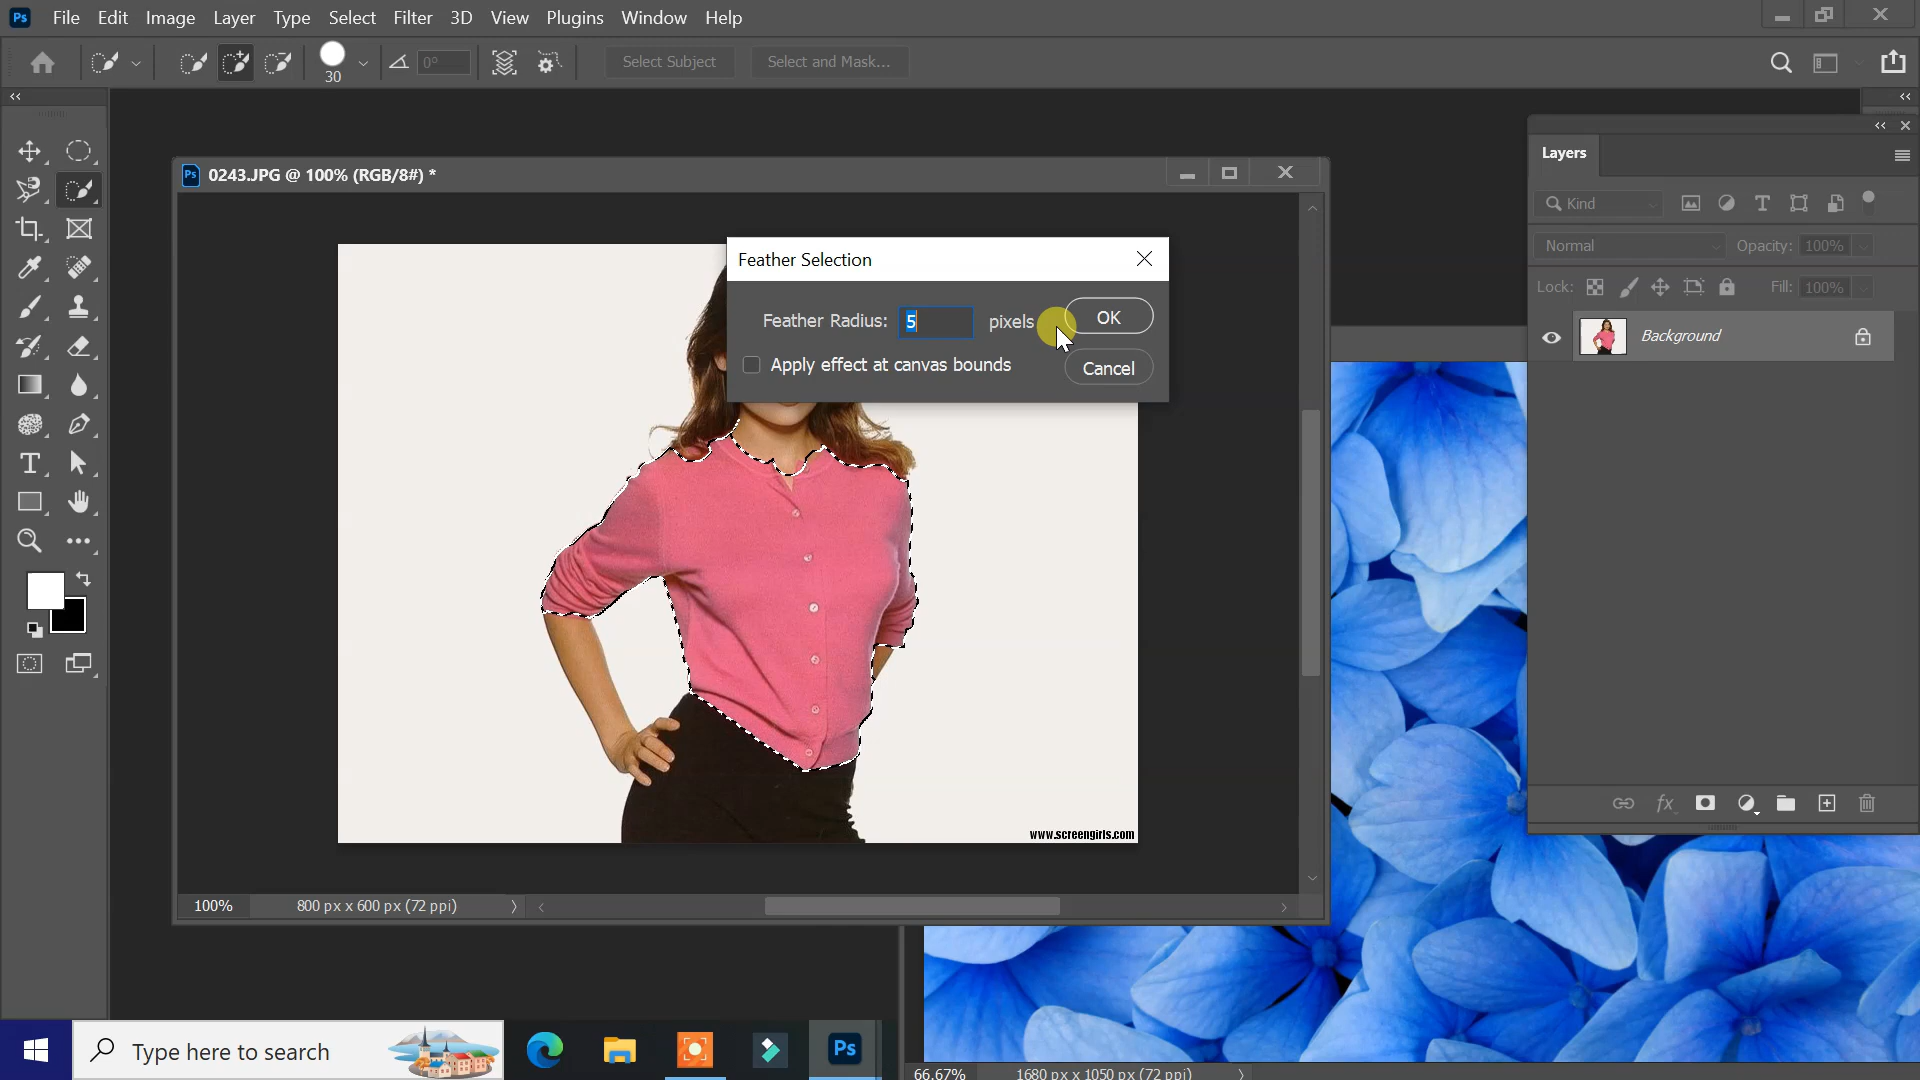 Ps File Edit Image Layer Type Select Filter 3D View Plugins Window Help
30 0° Select Subject Select and Mask...
Ps 0243.JPG @ 100% (RGB/8#) *
Feather Selection
Feather Radius: 5 pixels OK
Apply effect at canvas bounds Cancel
www.screengirls.com
100% 800 px x 600 px (72 ppi)
Layers
Kind
Normal Opacity: 100%
Lock: Fill: 100%
Background
fx
66.67% 1680 px x 1050 px (72 ppi)
Type here to search Ps